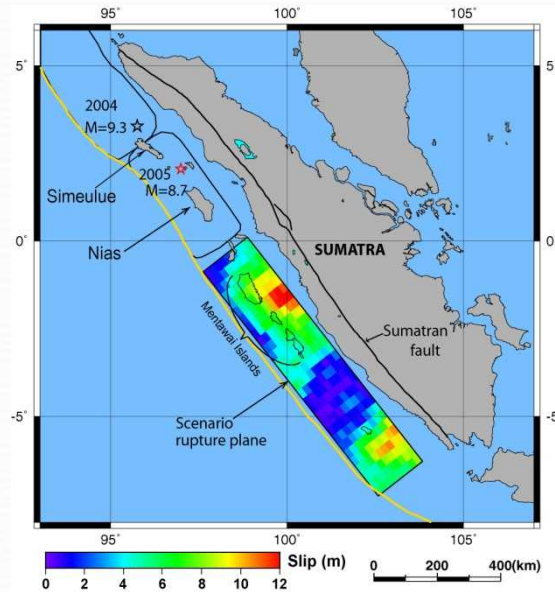 95°
100°
105°
5°
5°
2004
M=9.3
2005
M=8.7
Simeulue
Nias
0°
SUMATRA
0°
Mentawai Islands
Sumatran
fault
Scenario
rupture plane
-5°
-5°
95°
100°
105°
Slip (m)
0 2 4 6 8 10 12
0 200 400(km)